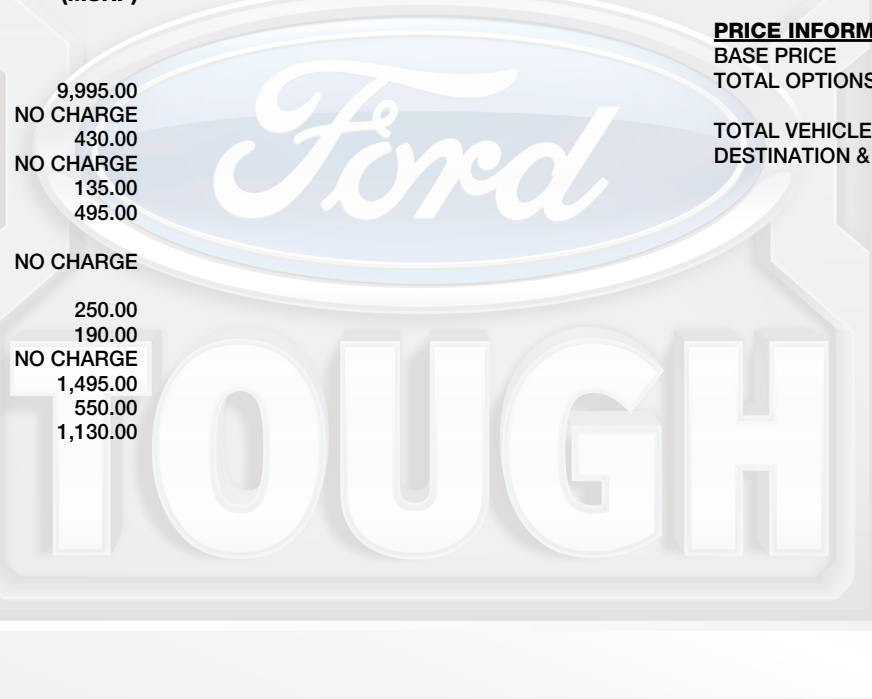 PRICE INFORM
BASE PRICE
TOTAL OPTIONS
TOTAL VEHICLE
DESTINATION &
9,995.00
NO CHARGE
430.00
NO CHARGE
135.00
495.00
NO CHARGE
250.00
190.00
NO CHARGE
1,495.00
550.00
1,130.00
Ford
TOUGH